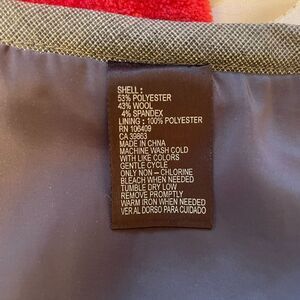 SHELL :
53% POLYESTER
43% WOOL
4% SPANDEX
LINING : 100% POLYESTER
RN 106409
CA 39863
MADE IN CHINA
MACHINE WASH COLD
WITH LIKE COLORS
GENTLE CYCLE
ONLY NON – CHLORINE
BLEACH WHEN NEEDED
TUMBLE DRY LOW
REMOVE PROMPTLY
WARM IRON WHEN NEEDED
VER AL DORSO PARA CUIDADO